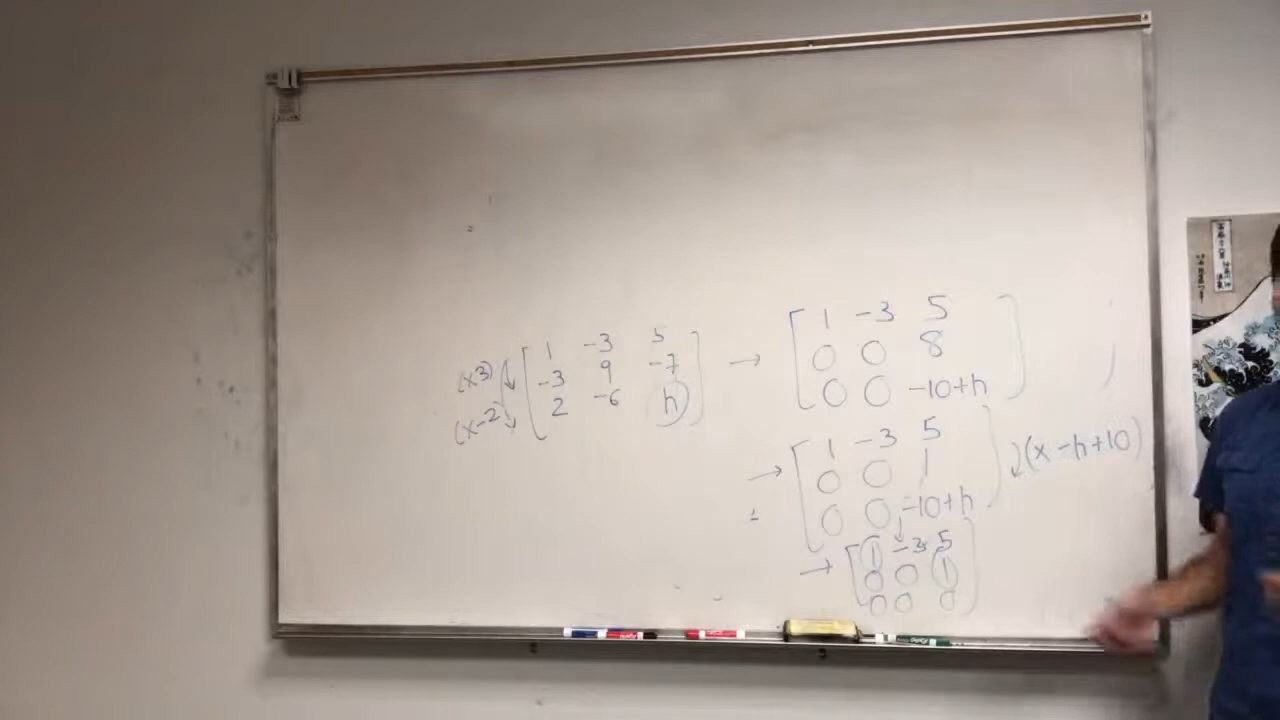 (x3)
(x-2)
1 -3 5
-3 9 -7
2 -6 h
→
1 -3 5
0 0 8
0 0 -10+h
→
1 -3 5
0 0 1
0 0 -10+h
(x -h+10)
→
1 -3 5
0 0 1
0 0 0